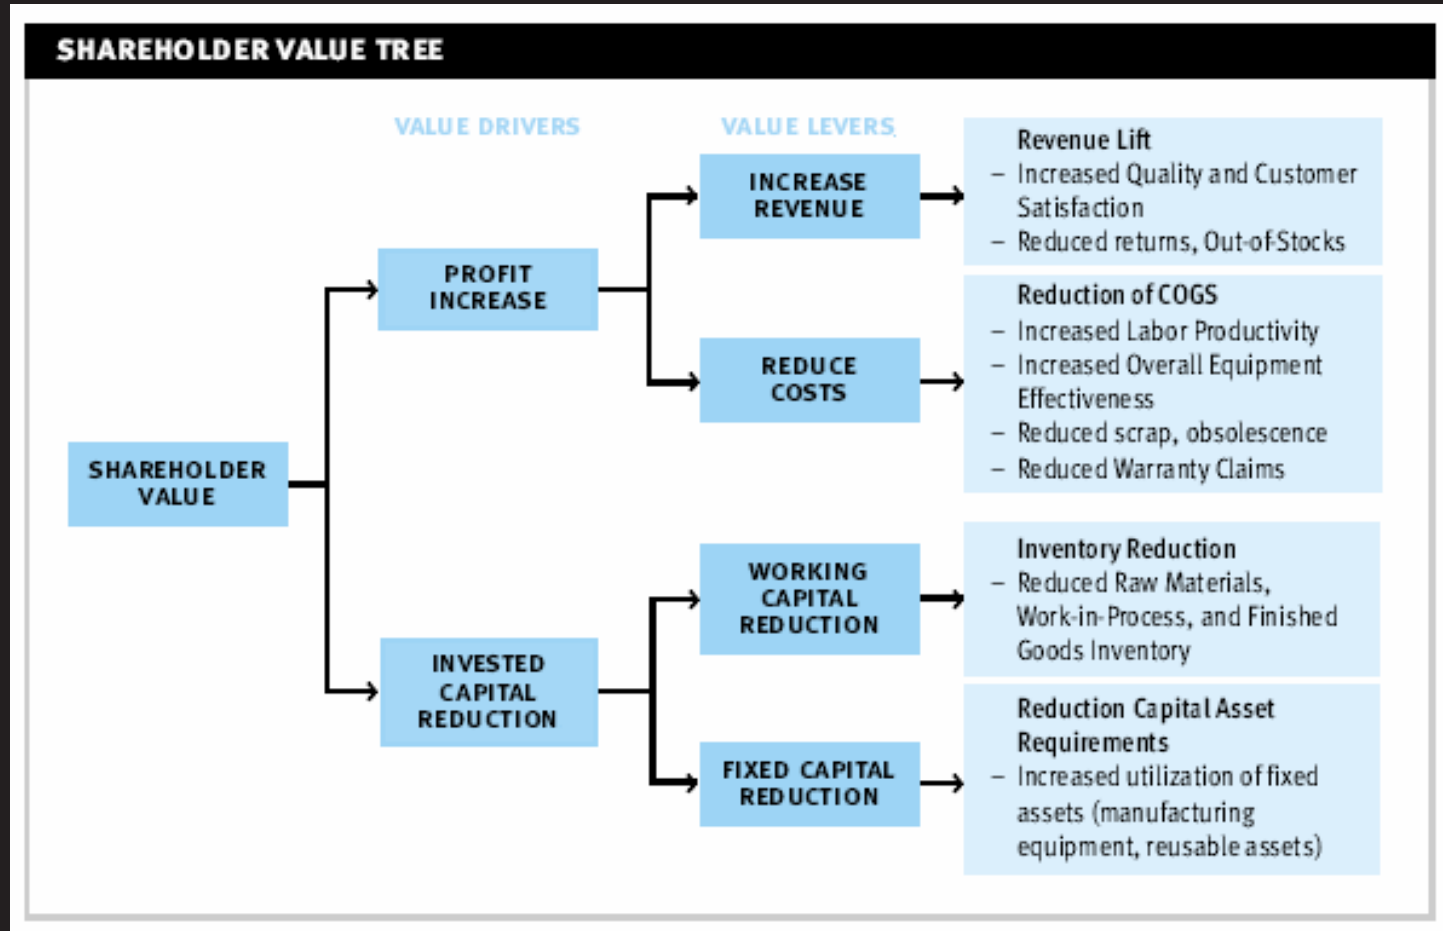 SHAREHOLDER VALUE TREE
VALUE DRIVERS
VALUE LEVERS
SHAREHOLDER
VALUE
PROFIT
INCREASE
INCREASE
REVENUE
Revenue Lift
– Increased Quality and Customer
Satisfaction
– Reduced returns, Out-of-Stocks
REDUCE
COSTS
Reduction of COGS
– Increased Labor Productivity
– Increased Overall Equipment
Effectiveness
– Reduced scrap, obsolescence
– Reduced Warranty Claims
INVESTED
CAPITAL
REDUCTION
WORKING
CAPITAL
REDUCTION
Inventory Reduction
– Reduced Raw Materials,
Work-in-Process, and Finished
Goods Inventory
FIXED CAPITAL
REDUCTION
Reduction Capital Asset
Requirements
– Increased utilization of fixed
assets (manufacturing
equipment, reusable assets)